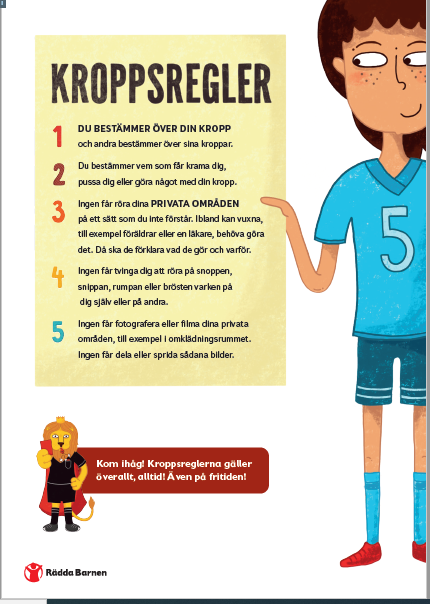 KROPPSREGLER
1 DU BESTÄMMER ÖVER DIN KROPP
och andra bestämmer över sina kroppar.
2 Du bestämmer vem som får krama dig,
pussa dig eller göra något med din kropp.
3 Ingen får röra dina PRIVATA OMRÅDEN
på ett sätt som du inte förstår. Ibland kan vuxna,
till exempel föräldrar eller en läkare, behöva göra
det. Då ska de förklara vad de gör och varför.
4 Ingen får tvinga dig att röra på snoppen,
snippan, rumpan eller brösten varken på
dig själv eller på andra.
5 Ingen får fotografera eller filma dina privata
områden, till exempel i omklädningsrummet.
Ingen får dela eller sprida sådana bilder.
5
Kom ihåg! Kroppsreglerna gäller
överallt, alltid! Även på fritiden!
Rädda Barnen